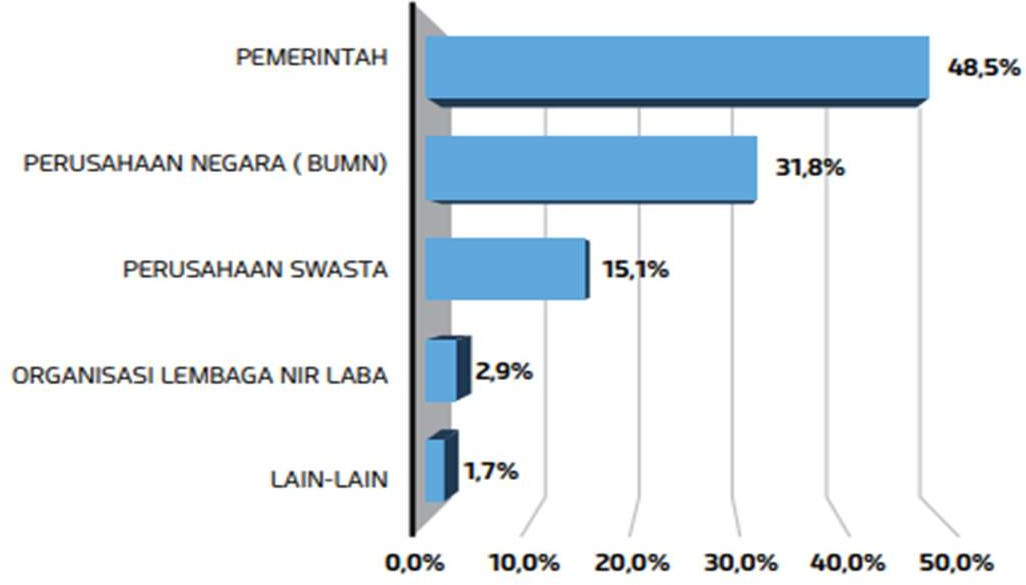 PEMERINTAH
48,5%
PERUSAHAAN NEGARA ( BUMN)
31,8%
PERUSAHAAN SWASTA
15,1%
ORGANISASI LEMBAGA NIR LABA
2,9%
LAIN-LAIN
1,7%
0,0% 10,0% 20,0% 30,0% 40,0% 50,0%